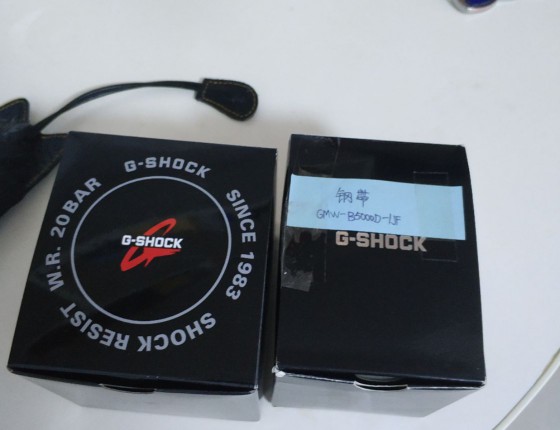 G-SHOCK
SINCE 1983
SHOCK RESIST
W.R. 20BAR
G-SHOCK
钢带
GMW-B5000D-1JF
G-SHOCK